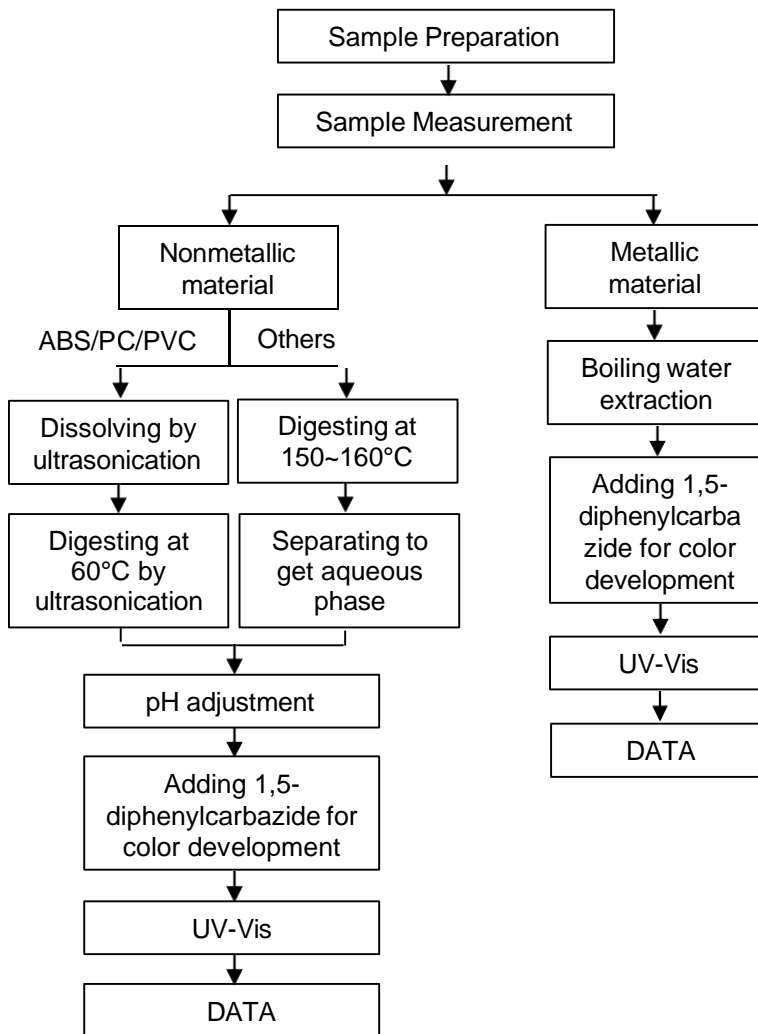 Sample Preparation
Sample Measurement
Nonmetallic
material
Metallic
material
ABS/PC/PVC
Others
Boiling water
extraction
Dissolving by
ultrasonication
Digesting at
150~160°C
Adding 1,5-
diphenylcarba
zide for color
development
Digesting at
60°C by
ultrasonication
Separating to
get aqueous
phase
UV-Vis
pH adjustment
DATA
Adding 1,5-
diphenylcarbazide for
color development
UV-Vis
DATA